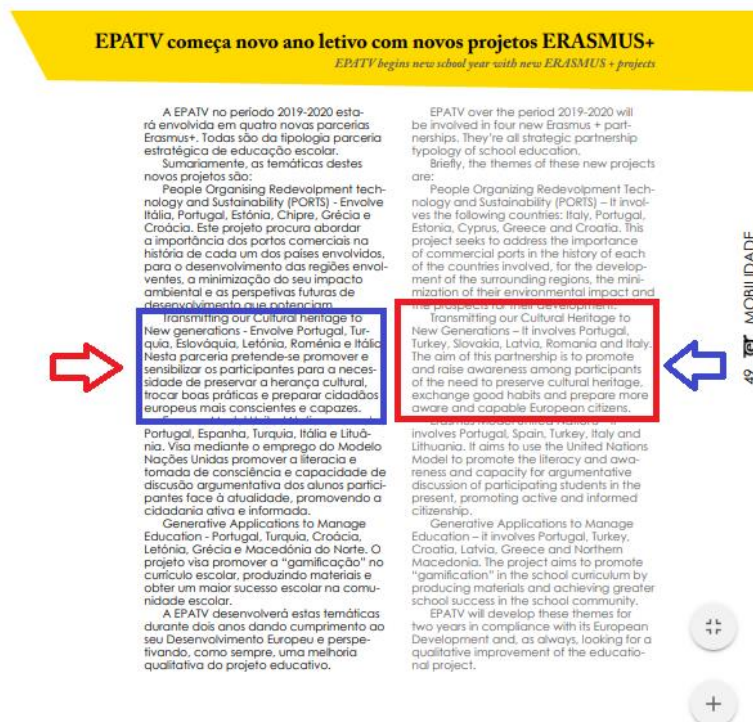 EPATV começa novo ano letivo com novos projetos ERASMUS+
EPATV begins new school year with new ERASMUS + projects
A EPATV no período 2019-2020 esta-
rá envolvida em quatro novas parcerias
Erasmus+. Todas são da tipologia parceria
estratégica de educação escolar.
Sumariamente, as temáticas destes
novos projetos são:
People Organising Redevolpment tech-
nology and Sustainability (PORTS) - Envolve
Itália, Portugal, Estónia, Chipre, Grécia e
Croácia. Este projeto procura abordar
a importância dos portos comerciais na
história de cada um dos países envolvidos,
para o desenvolvimento das regiões envol-
ventes, a minimização do seu impacto
ambiental e as perspetivas futuras de
desenvolvimento que potenciam.
Transmitting our Cultural heritage to
New generations - Envolve Portugal, Tur-
quia, Eslováquia, Letónia, Roménia e Itália
Nesta parceria pretende-se promover e
sensibilizar os participantes para a neces-
sidade de preservar a herança cultural,
trocar boas práticas e preparar cidadãos
europeus mais conscientes e capazes.
Portugal, Espanha, Turquia, Itália e Lituâ-
nia. Visa mediante o emprego do Modelo
Nações Unidas promover a literacia e
tomada de consciência e capacidade de
discussão argumentativa dos alunos partici-
pantes face à atualidade, promovendo a
cidadania ativa e informada.
Generative Applications to Manage
Education - Portugal, Turquia, Croácia,
Letónia, Grécia e Macedónia do Norte. O
projeto visa promover a “gamificação” no
currículo escolar, produzindo materiais e
obter um maior sucesso escolar na comu-
nidade escolar.
A EPATV desenvolverá estas temáticas
durante dois anos dando cumprimento ao
seu Desenvolvimento Europeu e perspe-
tivando, como sempre, uma melhoria
qualitativa do projeto educativo.
EPATV over the period 2019-2020 will
be involved in four new Erasmus + part-
nerships. They're all strategic partnership
typology of school education.
Briefly, the themes of these new projects
are:
People Organizing Redevolpment Tech-
nology and Sustainability (PORTS) – It invol-
ves the following countries: Italy, Portugal,
Estonia, Cyprus, Greece and Croatia. This
project seeks to address the importance
of commercial ports in the history of each
of the countries involved, for the develop-
ment of the surrounding regions, the mini-
mization of their environmental impact and
the prospects for their development.
Transmitting our Cultural Heritage to
New Generations – It involves Portugal,
Turkey, Slovakia, Latvia, Romania and Italy.
The aim of this partnership is to promote
and raise awareness among participants
of the need to preserve cultural heritage,
exchange good habits and prepare more
aware and capable European citizens.
Erasmus Model United Nations – It
involves Portugal, Spain, Turkey, Italy and
Lithuania. It aims to use the United Nations
Model to promote the literacy and awa-
reness and capacity for argumentative
discussion of participating students in the
present, promoting active and informed
citizenship.
Generative Applications to Manage
Education – it involves Portugal, Turkey,
Croatia, Latvia, Greece and Northern
Macedonia. The project aims to promote
“gamification” in the school curriculum by
producing materials and achieving greater
school success in the school community.
EPATV will develop these themes for
two years in compliance with its European
Development and, as always, looking for a
qualitative improvement of the educatio-
nal project.
49 MOBILIDADE